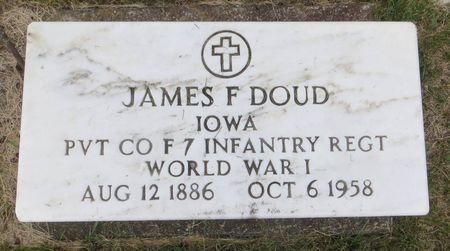 JAMES F DOUD
IOWA
PVT CO F 7 INFANTRY REGT
WORLD WAR I
AUG 12 1886 OCT 6 1958